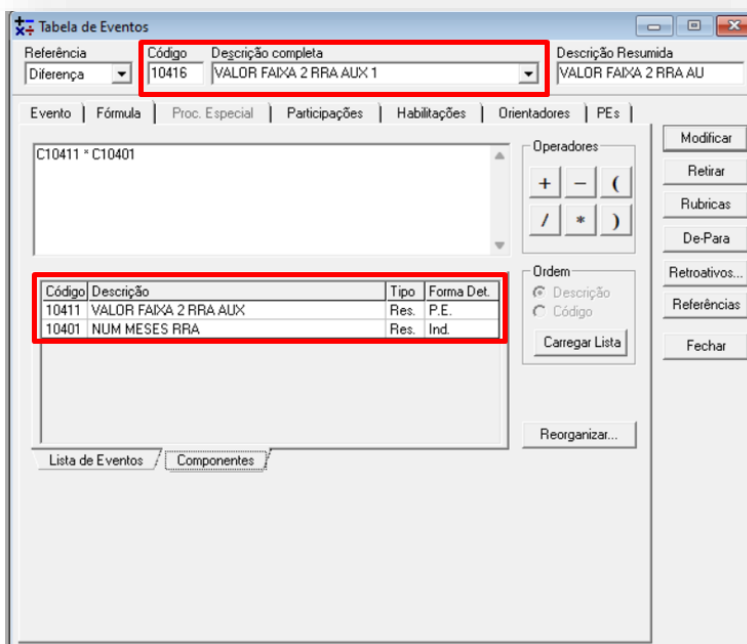 Tabela de Eventos
Referência Código Descrição completa Descrição Resumida
Diferença 10416 VALOR FAIXA 2 RRA AUX 1 VALOR FAIXA 2 RRA AU
Evento Fórmula Proc. Especial Participações Habilitações Orientadores PEs
C10411 * C10401
Operadores
+ − (
/ * )
Modificar
Retirar
Rubricas
De-Para
Retroativos...
Referências
Fechar
Código Descrição Tipo Forma Det.
10411 VALOR FAIXA 2 RRA AUX Res. P.E.
10401 NUM MESES RRA Res. Ind.
Ordem
Descrição
Código
Carregar Lista
Reorganizar...
Lista de Eventos Componentes